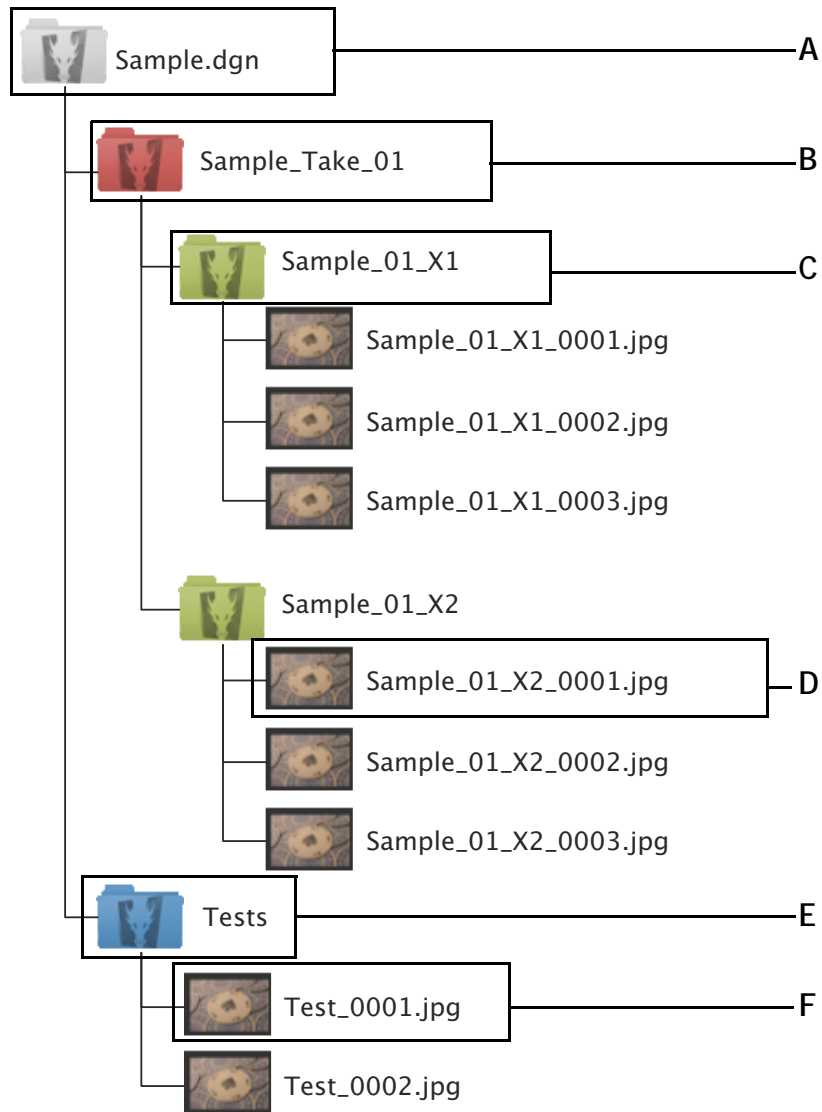 Sample.dgn
A
Sample_Take_01
B
Sample_01_X1
C
Sample_01_X1_0001.jpg
Sample_01_X1_0002.jpg
Sample_01_X1_0003.jpg
Sample_01_X2
Sample_01_X2_0001.jpg
D
Sample_01_X2_0002.jpg
Sample_01_X2_0003.jpg
Tests
E
Test_0001.jpg
F
Test_0002.jpg